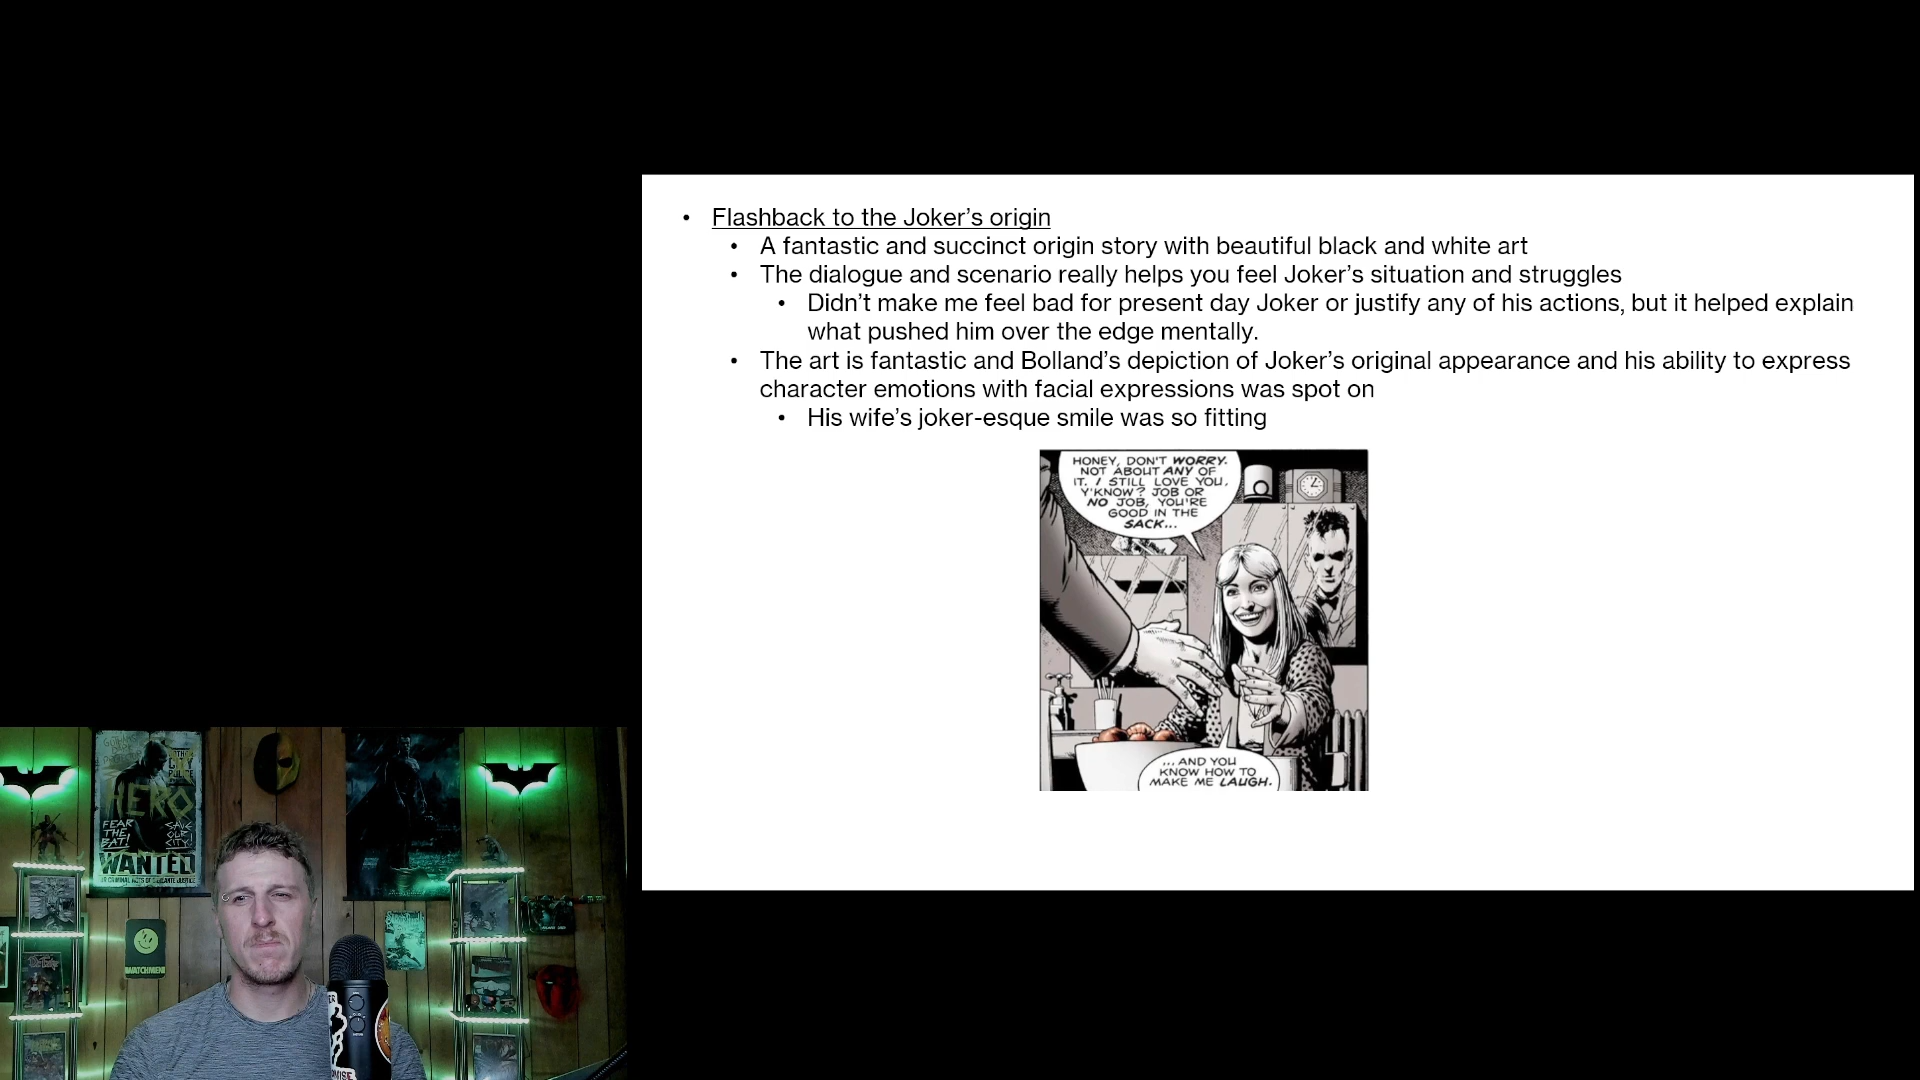 • Flashback to the Joker’s origin
• A fantastic and succinct origin story with beautiful black and white art
• The dialogue and scenario really helps you feel Joker’s situation and struggles
• Didn’t make me feel bad for present day Joker or justify any of his actions, but it helped explain
what pushed him over the edge mentally.
• The art is fantastic and Bolland’s depiction of Joker’s original appearance and his ability to express
character emotions with facial expressions was spot on
• His wife’s joker-esque smile was so fitting
HONEY, DON'T WORRY.
NOT ABOUT ANY OF
IT. I STILL LOVE YOU,
Y'KNOW? JOB OR
NO JOB, YOU'RE
GOOD IN THE
SACK...
...AND YOU
KNOW HOW TO
MAKE ME LAUGH.
HERO
FEAR
THE
BAT!
SAVE
OUR
CITY!
WANTED
WATCHMEN